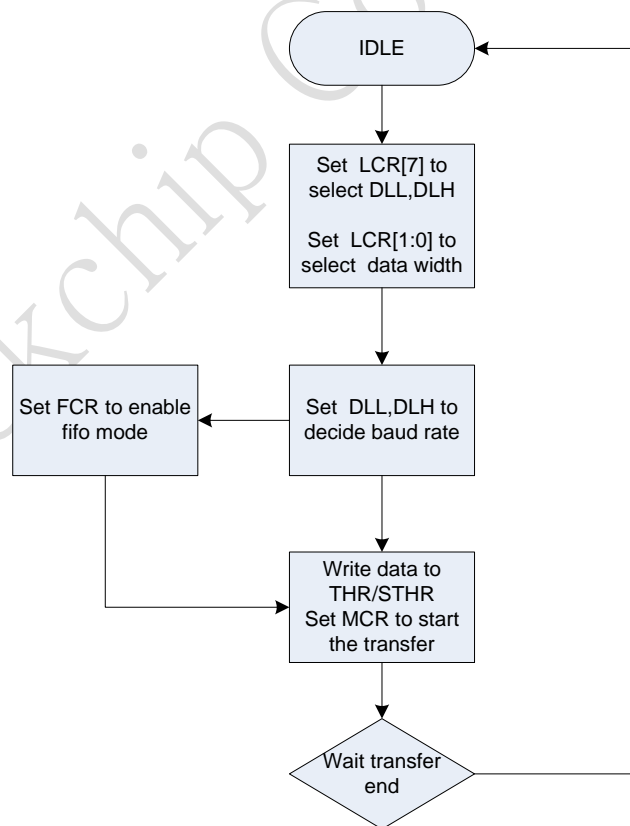 IDLE
Set LCR[7] to
select DLL,DLH
Set LCR[1:0] to
select data width
Set FCR to enable
fifo mode
Set DLL,DLH to
decide baud rate
Write data to
THR/STHR
Set MCR to start
the transfer
Wait transfer
end